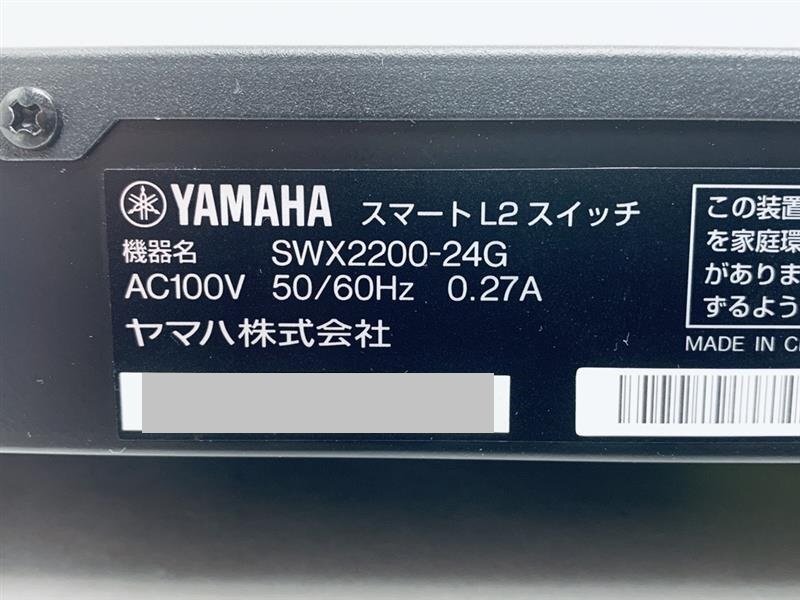 YAMAHA スマートL2スイッチ
機器名 SWX2200-24G
AC100V 50/60Hz 0.27A
ヤマハ株式会社
この装置
を家庭環
がありま
ずるよう
MADE IN